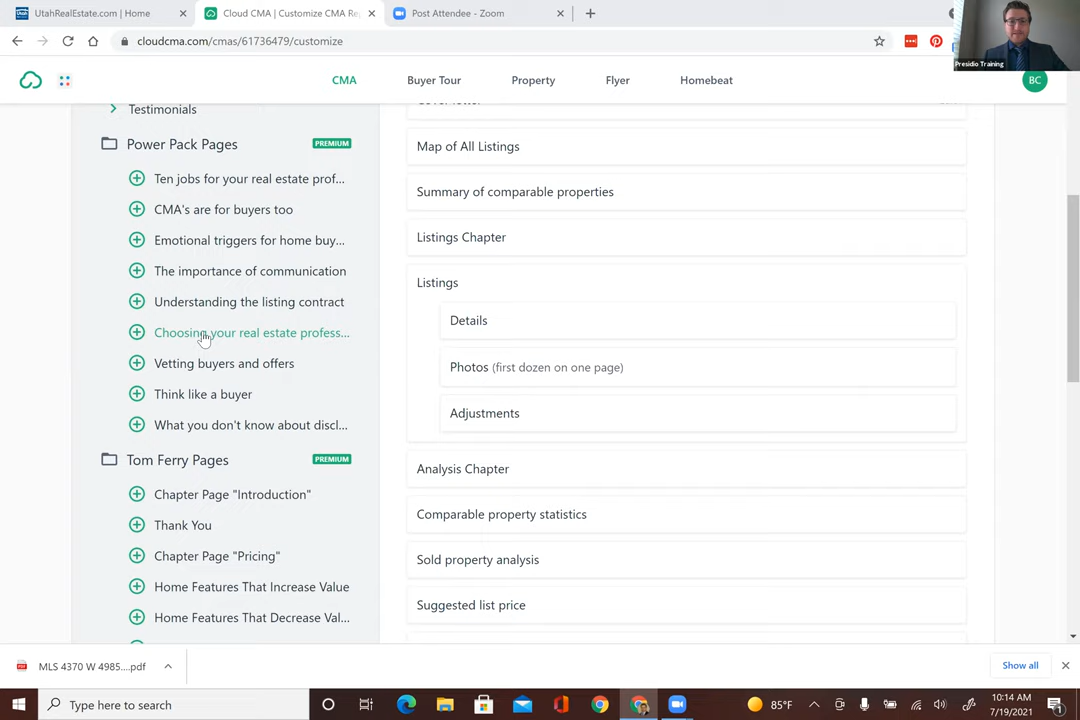 UtahRealEstate.com | Home
Cloud CMA | Customize CMA Re
Post Attendee - Zoom
cloudcma.com/cmas/61736479/customize
Presidio Training
CMA
Buyer Tour
Property
Flyer
Homebeat
BC
Testimonials
Power Pack Pages
PREMIUM
Ten jobs for your real estate prof...
CMA's are for buyers too
Emotional triggers for home buy...
The importance of communication
Understanding the listing contract
Choosing your real estate profess...
Vetting buyers and offers
Think like a buyer
What you don't know about discl...
Tom Ferry Pages
PREMIUM
Chapter Page "Introduction"
Thank You
Chapter Page "Pricing"
Home Features That Increase Value
Home Features That Decrease Val...
Map of All Listings
Summary of comparable properties
Listings Chapter
Listings
Details
Photos (first dozen on one page)
Adjustments
Analysis Chapter
Comparable property statistics
Sold property analysis
Suggested list price
MLS 4370 W 4985....pdf
Show all
Type here to search
85°F
10:14 AM
7/19/2021